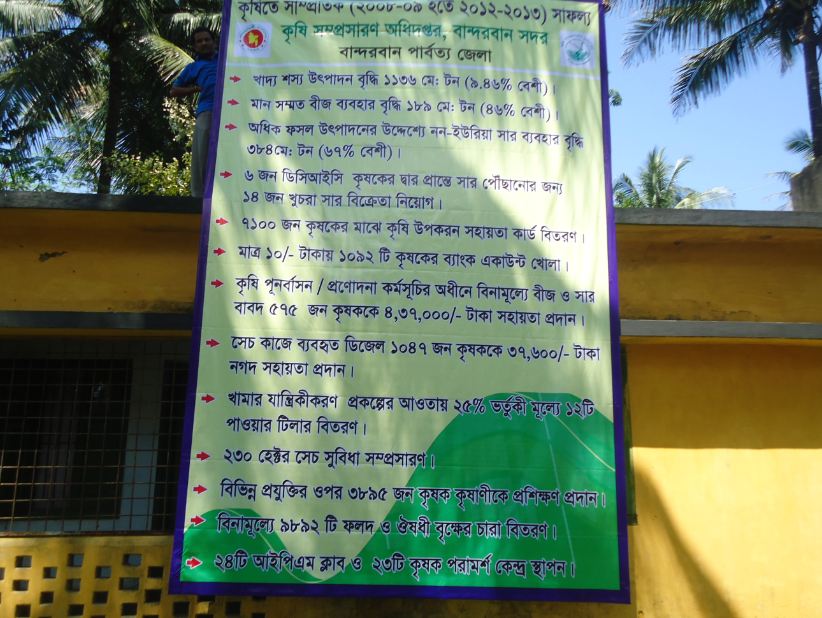 কৃষিতে সাম্প্রতিক (২০০৮-০৯ হতে ২০১২-২০১৩) সাফল্য
কৃষি সম্প্রসারণ অধিদপ্তর, বান্দরবান সদর
বান্দরবান পার্বত্য জেলা
খাদ্য শস্য উৎপাদন বৃদ্ধি ১১৩৬ মে: টন (৯.৪৬% বেশী)।
মান সম্মত বীজ ব্যবহার বৃদ্ধি ১৮৯ মে: টন (৪৬% বেশী)।
অধিক ফসল উৎপাদনের উদ্দেশ্যে নন-ইউরিয়া সার ব্যবহার বৃদ্ধি
৩৮৪মে: টন (৬৭% বেশী)।
৬ জন ডিসিআইসি কৃষকের দ্বার প্রান্তে সার পৌঁছানোর জন্য
১৪ জন খুচরা সার বিক্রেতা নিয়োগ।
৭১০০ জন কৃষকের মাঝে কৃষি উপকরন সহায়তা কার্ড বিতরণ।
মাত্র ১০/- টাকায় ১০৯২ টি কৃষকের ব্যাংক একাউন্ট খোলা।
কৃষি পূনর্বাসন / প্রণোদনা কর্মসূচির অধীনে বিনামূল্যে বীজ ও সার
বাবদ ৫৭৫ জন কৃষককে ৪,৩৭,০০০/- টাকা সহায়তা প্রদান।
সেচ কাজে ব্যবহৃত ডিজেল ১০৪৭ জন কৃষককে ৩৭,৬০০/- টাকা
নগদ সহায়তা প্রদান।
খামার যান্ত্রিকীকরণ প্রকল্পের আওতায় ২৫% ভর্তুকী মূল্যে ১২টি
পাওয়ার টিলার বিতরণ।
২৩০ হেক্টর সেচ সুবিধা সম্প্রসারণ।
বিভিন্ন প্রযুক্তির ওপর ৩৮৯৫ জন কৃষক কৃষাণীকে প্রশিক্ষণ প্রদান।
বিনামূল্যে ৯৮৯২ টি ফলদ ও ঔষধী বৃক্ষের চারা বিতরণ।
২৪টি আইপিএম ক্লাব ও ২৩টি কৃষক পরামর্শ কেন্দ্র স্থাপন।